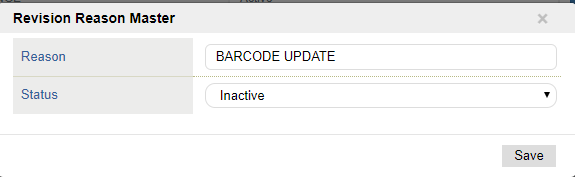 Revision Reason Master
Reason BARCODE UPDATE
Status Inactive
Save